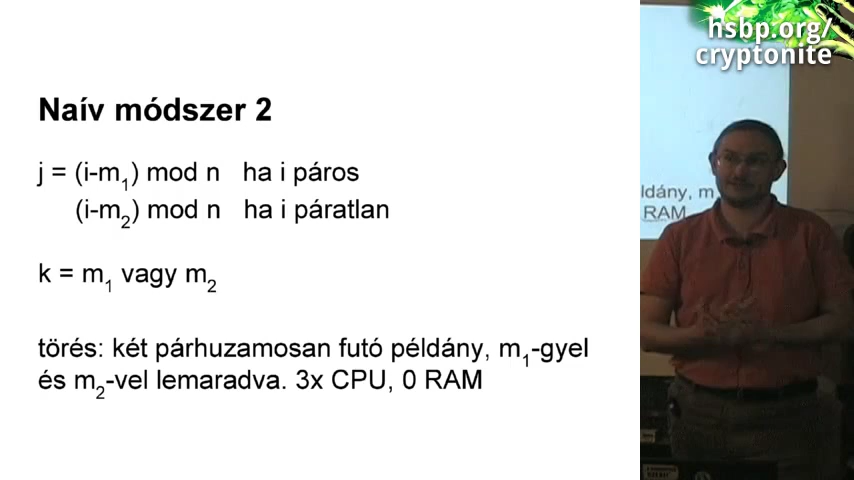 Naív módszer 2
j = (i-m₁) mod n ha i páros
(i-m₂) mod n ha i páratlan
k = m₁ vagy m₂
törés: két párhuzamosan futó példány, m₁-gyel
és m₂-vel lemaradva. 3x CPU, 0 RAM
hsbp.org/
cryptonite
ldány, m
RAM